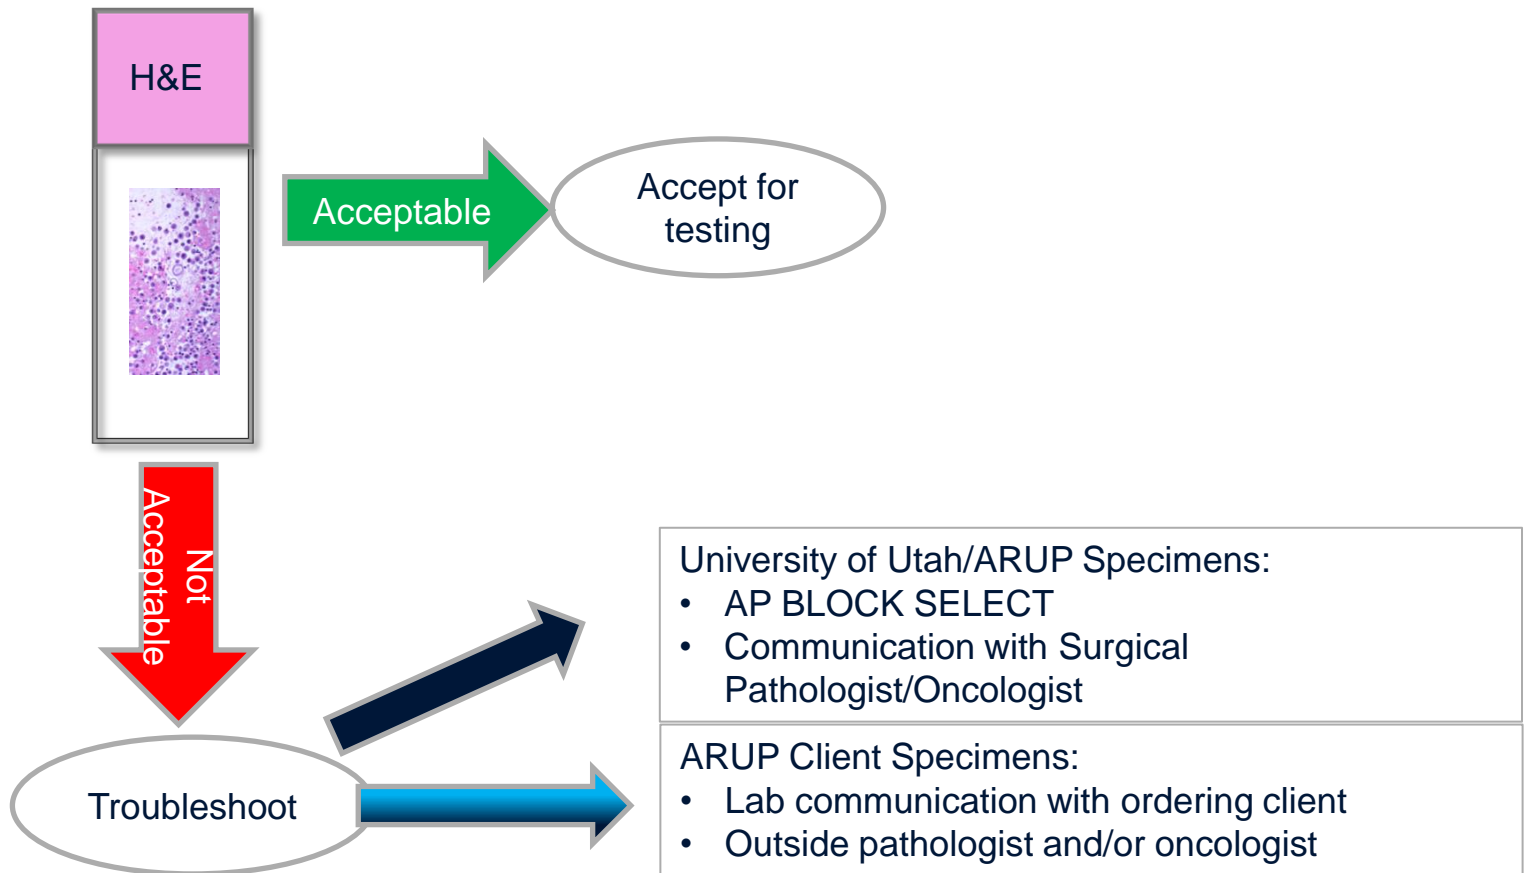 H&E
Acceptable
Accept for
testing
Not
Acceptable
University of Utah/ARUP Specimens:
• AP BLOCK SELECT
• Communication with Surgical
Pathologist/Oncologist
Troubleshoot
ARUP Client Specimens:
• Lab communication with ordering client
• Outside pathologist and/or oncologist